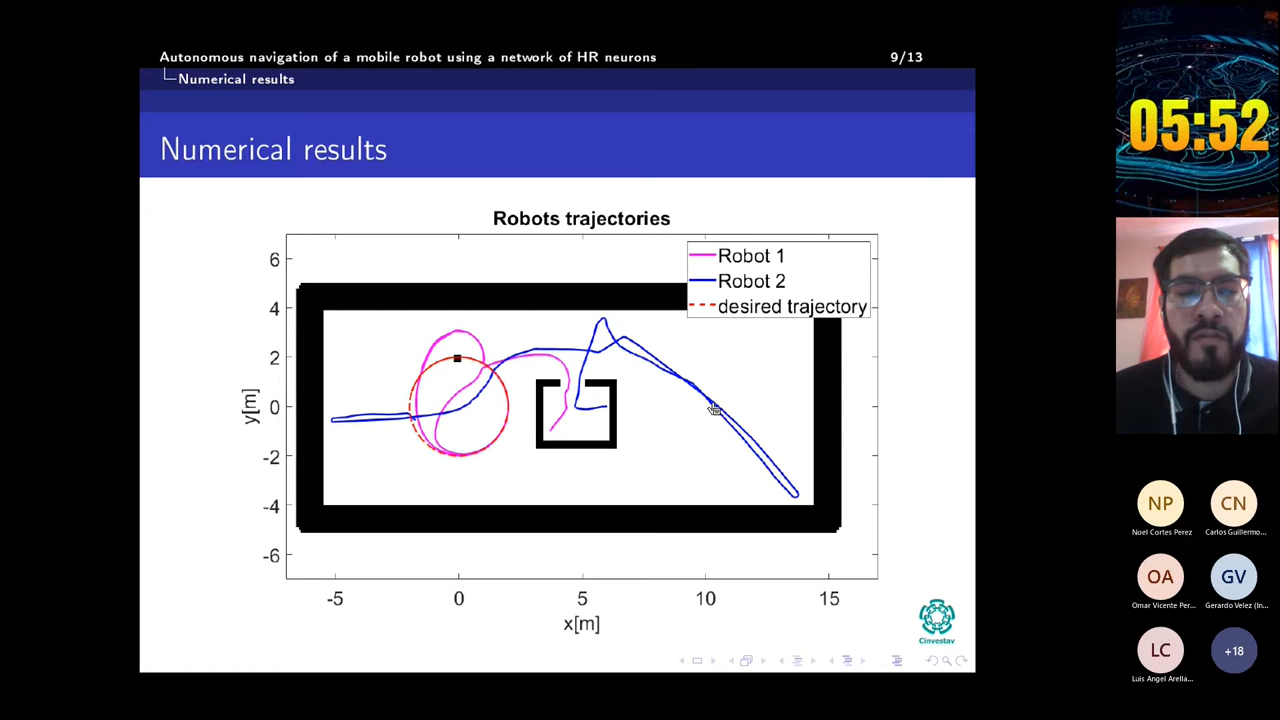 Autonomous navigation of a mobile robot using a network of HR neurons
9/13
Numerical results
Numerical results
Robots trajectories
Robot 1
Robot 2
desired trajectory
6
4
2
0
-2
-4
-6
y[m]
-5
0
5
10
15
x[m]
Cinvestav
05:52
NP
CN
Noel Cortes Perez
Carlos Guillermo...
OA
GV
Omar Vicente Per...
Gerardo Velez (In...
LC
+18
Luis Angel Arella...